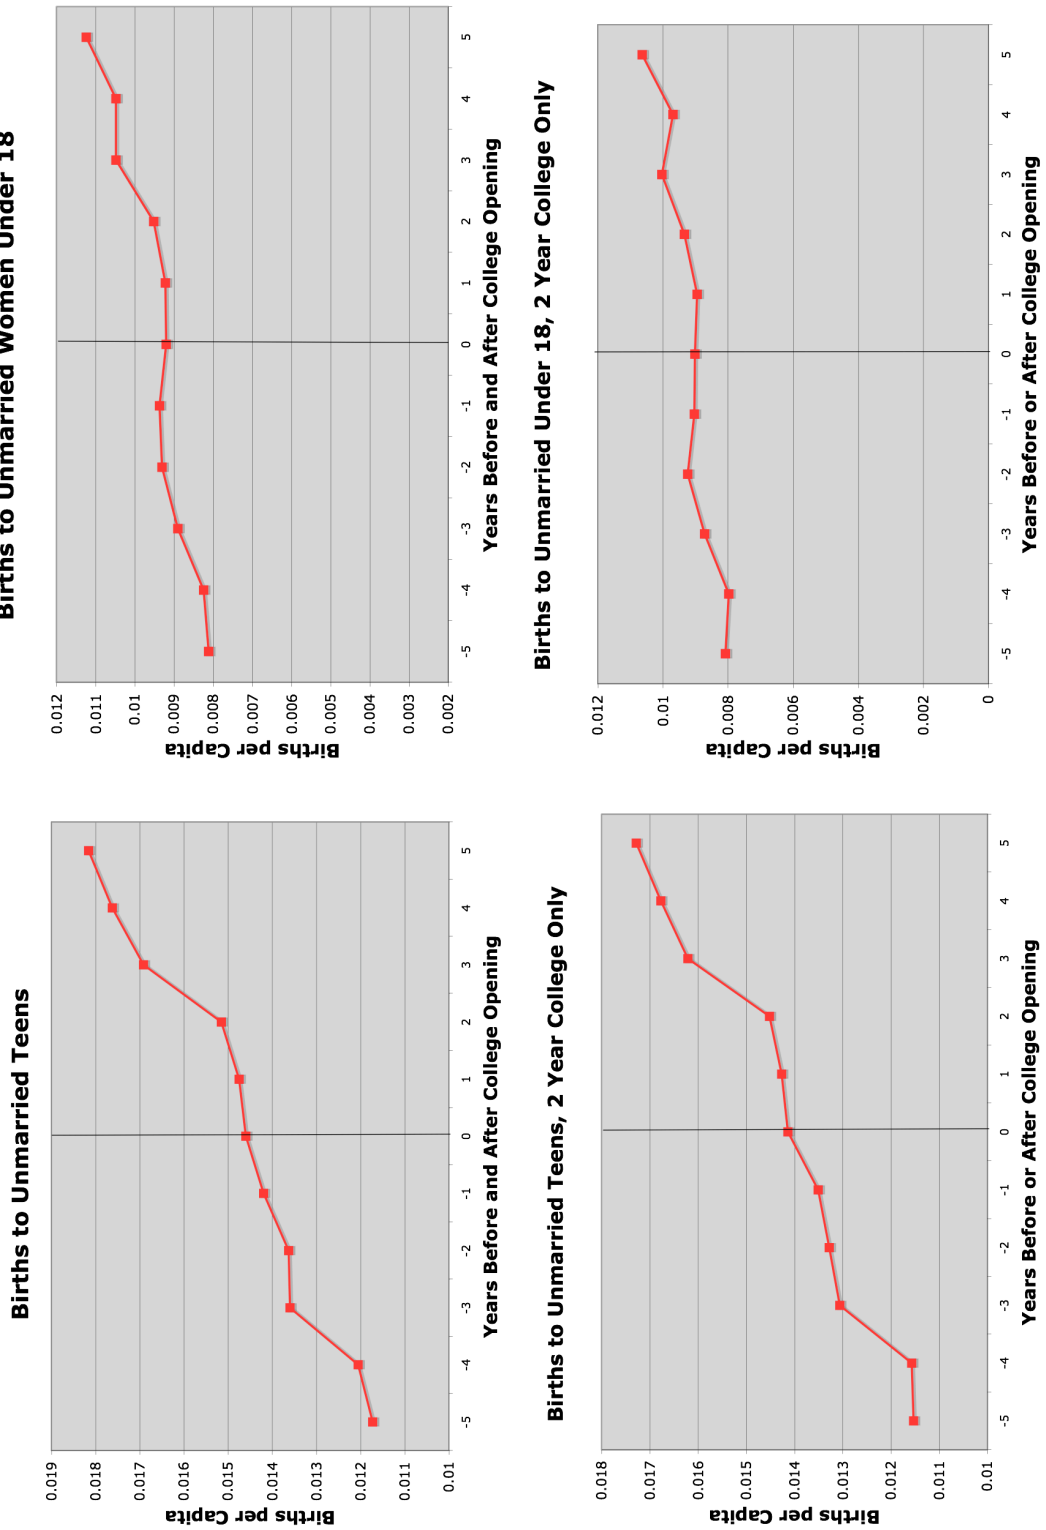 Births to Unmarried Teens
Births per Capita
0.019
0.018
0.017
0.016
0.015
0.014
0.013
0.012
0.011
0.01
-5 -4 -3 -2 -1 0 1 2 3 4 5
Years Before and After College Opening
Births to Unmarried Women Under 18
Births per Capita
0.012
0.011
0.01
0.009
0.008
0.007
0.006
0.005
0.004
0.003
0.002
-5 -4 -3 -2 -1 0 1 2 3 4 5
Years Before and After College Opening
Births to Unmarried Teens, 2 Year College Only
Births per Capita
0.018
0.017
0.016
0.015
0.014
0.013
0.012
0.011
0.01
-5 -4 -3 -2 -1 0 1 2 3 4 5
Years Before or After College Opening
Births to Unmarried Under 18, 2 Year College Only
Births per Capita
0.012
0.01
0.008
0.006
0.004
0.002
0
-5 -4 -3 -2 -1 0 1 2 3 4 5
Years Before or After College Opening